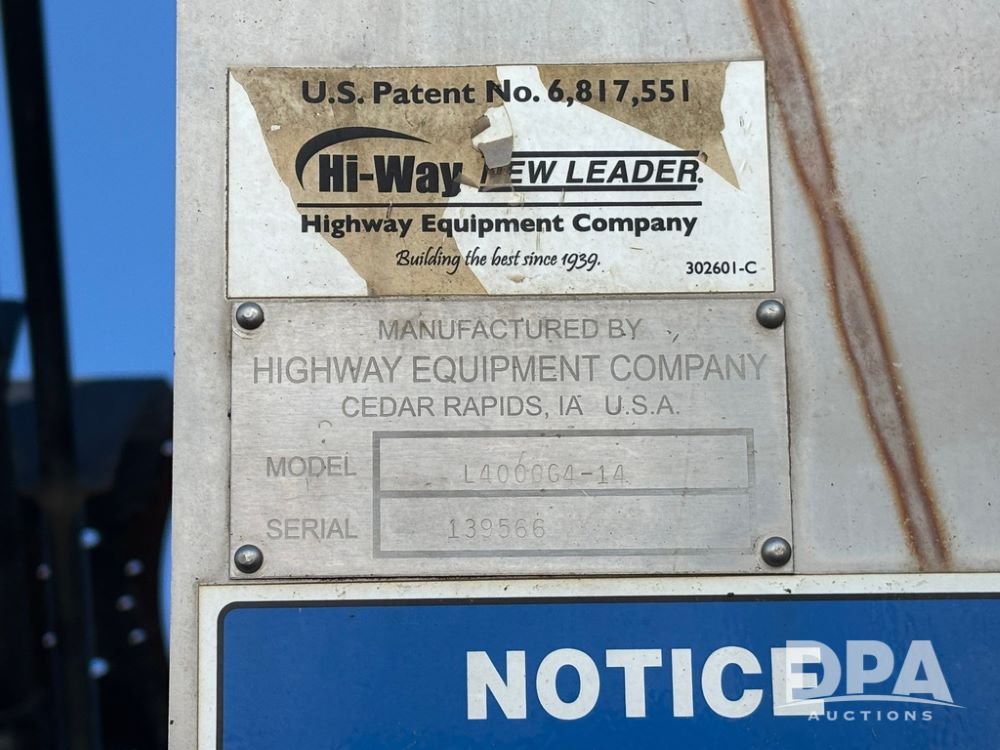 U.S. Patent No. 6,817,551
Hi-Way NEW LEADER.
Highway Equipment Company
Building the best since 1939.
302601-C
MANUFACTURED BY
HIGHWAY EQUIPMENT COMPANY
CEDAR RAPIDS, IA U.S.A.
MODEL L4000G4-14
SERIAL 139566
NOTICE
DPA
AUCTIONS